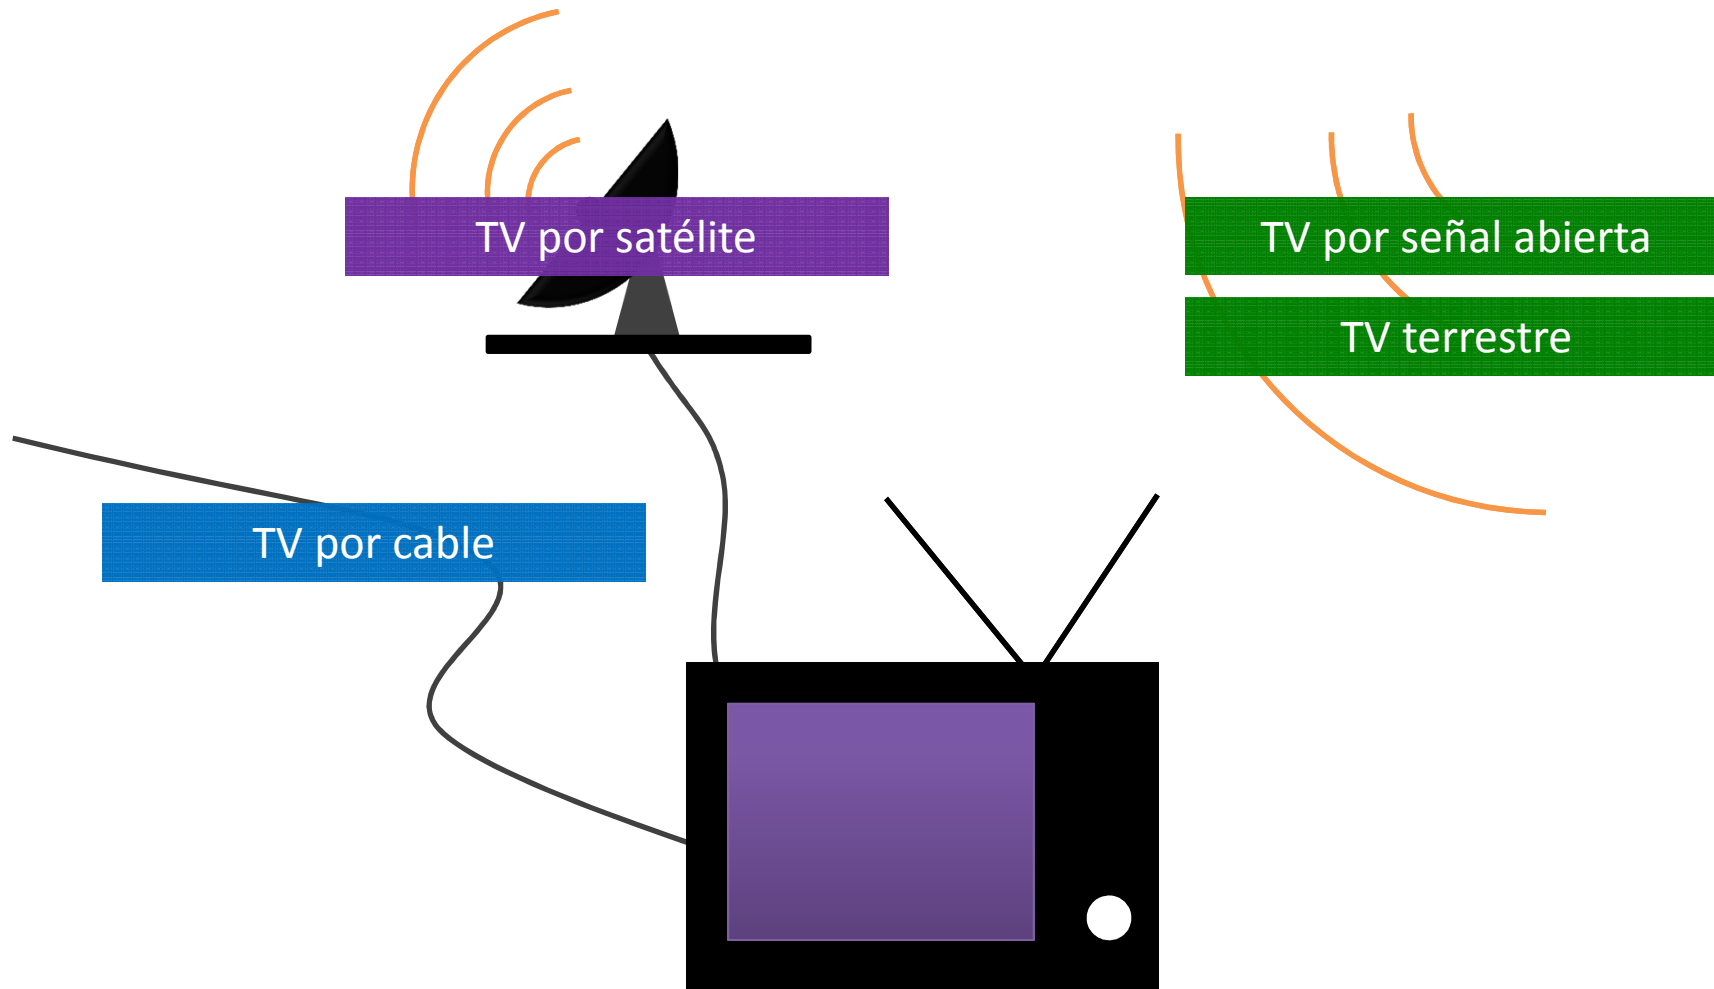 TV por satélite
TV por señal abierta
TV terrestre
TV por cable